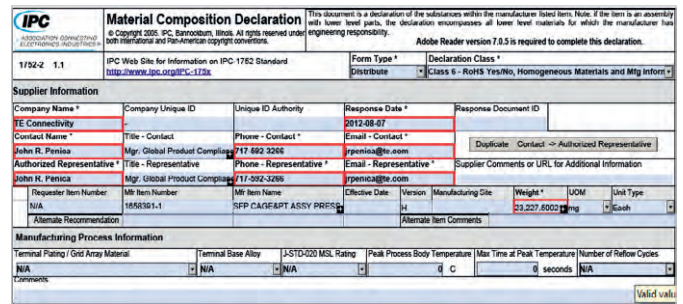 IPC
ASSOCIATION CONNECTING
ELECTRONICS INDUSTRIES®
Material Composition Declaration
© Copyright 2005. IPC, Bannockburn, Illinois. All rights reserved under
both international and Pan-American copyright conventions.
This document is a declaration of the substances within the manufacturer listed item. Note: if the item is an assembly
with lower level parts, the declaration encompasses all lower level materials for which the manufacturer has
engineering responsibility.
Adobe Reader version 7.0.5 is required to complete this declaration.
1752-2 1.1
IPC Web Site for Information on IPC-1752 Standard
http://www.ipc.org/IPC-175x
Form Type *
Distribute
Declaration Class *
Class 6 - RoHS Yes/No, Homogeneous Materials and Mfg Inform
Supplier Information
Company Name * Company Unique ID Unique ID Authority Response Date * Response Document ID
TE Connectivity - 2012-08-07
Contact Name * Title - Contact Phone - Contact * Email - Contact *
John R. Penica Mgr. Global Product Complian 717-592-3266 jrpenica@te.com
Duplicate Contact -> Authorized Representative
Authorized Representative * Title - Representative Phone - Representative * Email - Representative * Supplier Comments or URL for Additional Information
John R. Penica Mgr. Global Product Complian 717-592-3266 jrpenica@te.com
Requester Item Number Mfr Item Number Mfr Item Name Effective Date Version Manufacturing Site Weight * UOM Unit Type
N/A 1658391-1 SFP CAGE&PT ASSY PRESS H 23,227.6002 mg Each
Alternate Recommendation Alternate Item Comments
Manufacturing Process Information
Terminal Plating / Grid Array Material Terminal Base Alloy J-STD-020 MSL Rating Peak Process Body Temperature Max Time at Peak Temperature Number of Reflow Cycles
N/A N/A N/A 0 C 0 seconds N/A
Comments
Valid valu